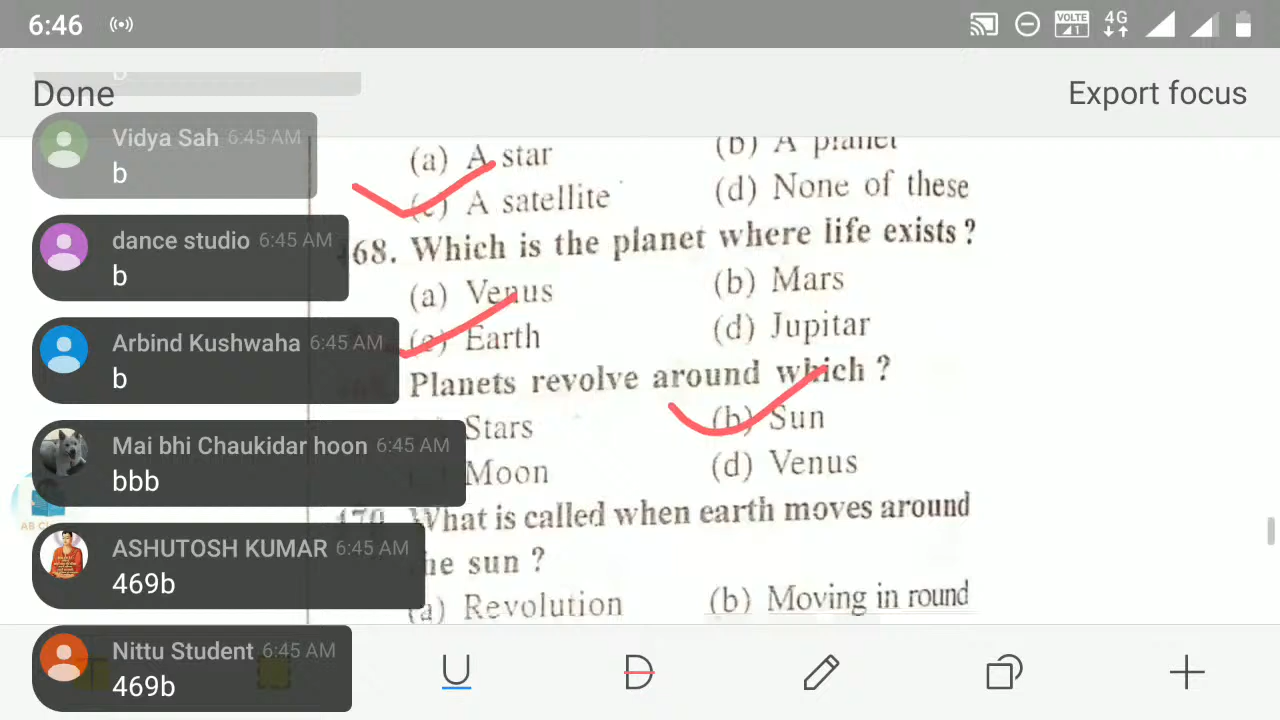 6:46
VOLTE
1
4G
Done
Export focus
b
Vidya Sah 6:45 AM
b
dance studio 6:45 AM
b
Arbind Kushwaha 6:45 AM
b
Mai bhi Chaukidar hoon 6:45 AM
bbb
ASHUTOSH KUMAR 6:45 AM
469b
Nittu Student 6:45 AM
469b
(a) A star (b) A planet
(c) A satellite (d) None of these
468. Which is the planet where life exists?
(a) Venus (b) Mars
(c) Earth (d) Jupitar
Planets revolve around which ?
Stars (b) Sun
Moon (d) Venus
470. What is called when earth moves around
the sun ?
(a) Revolution (b) Moving in round